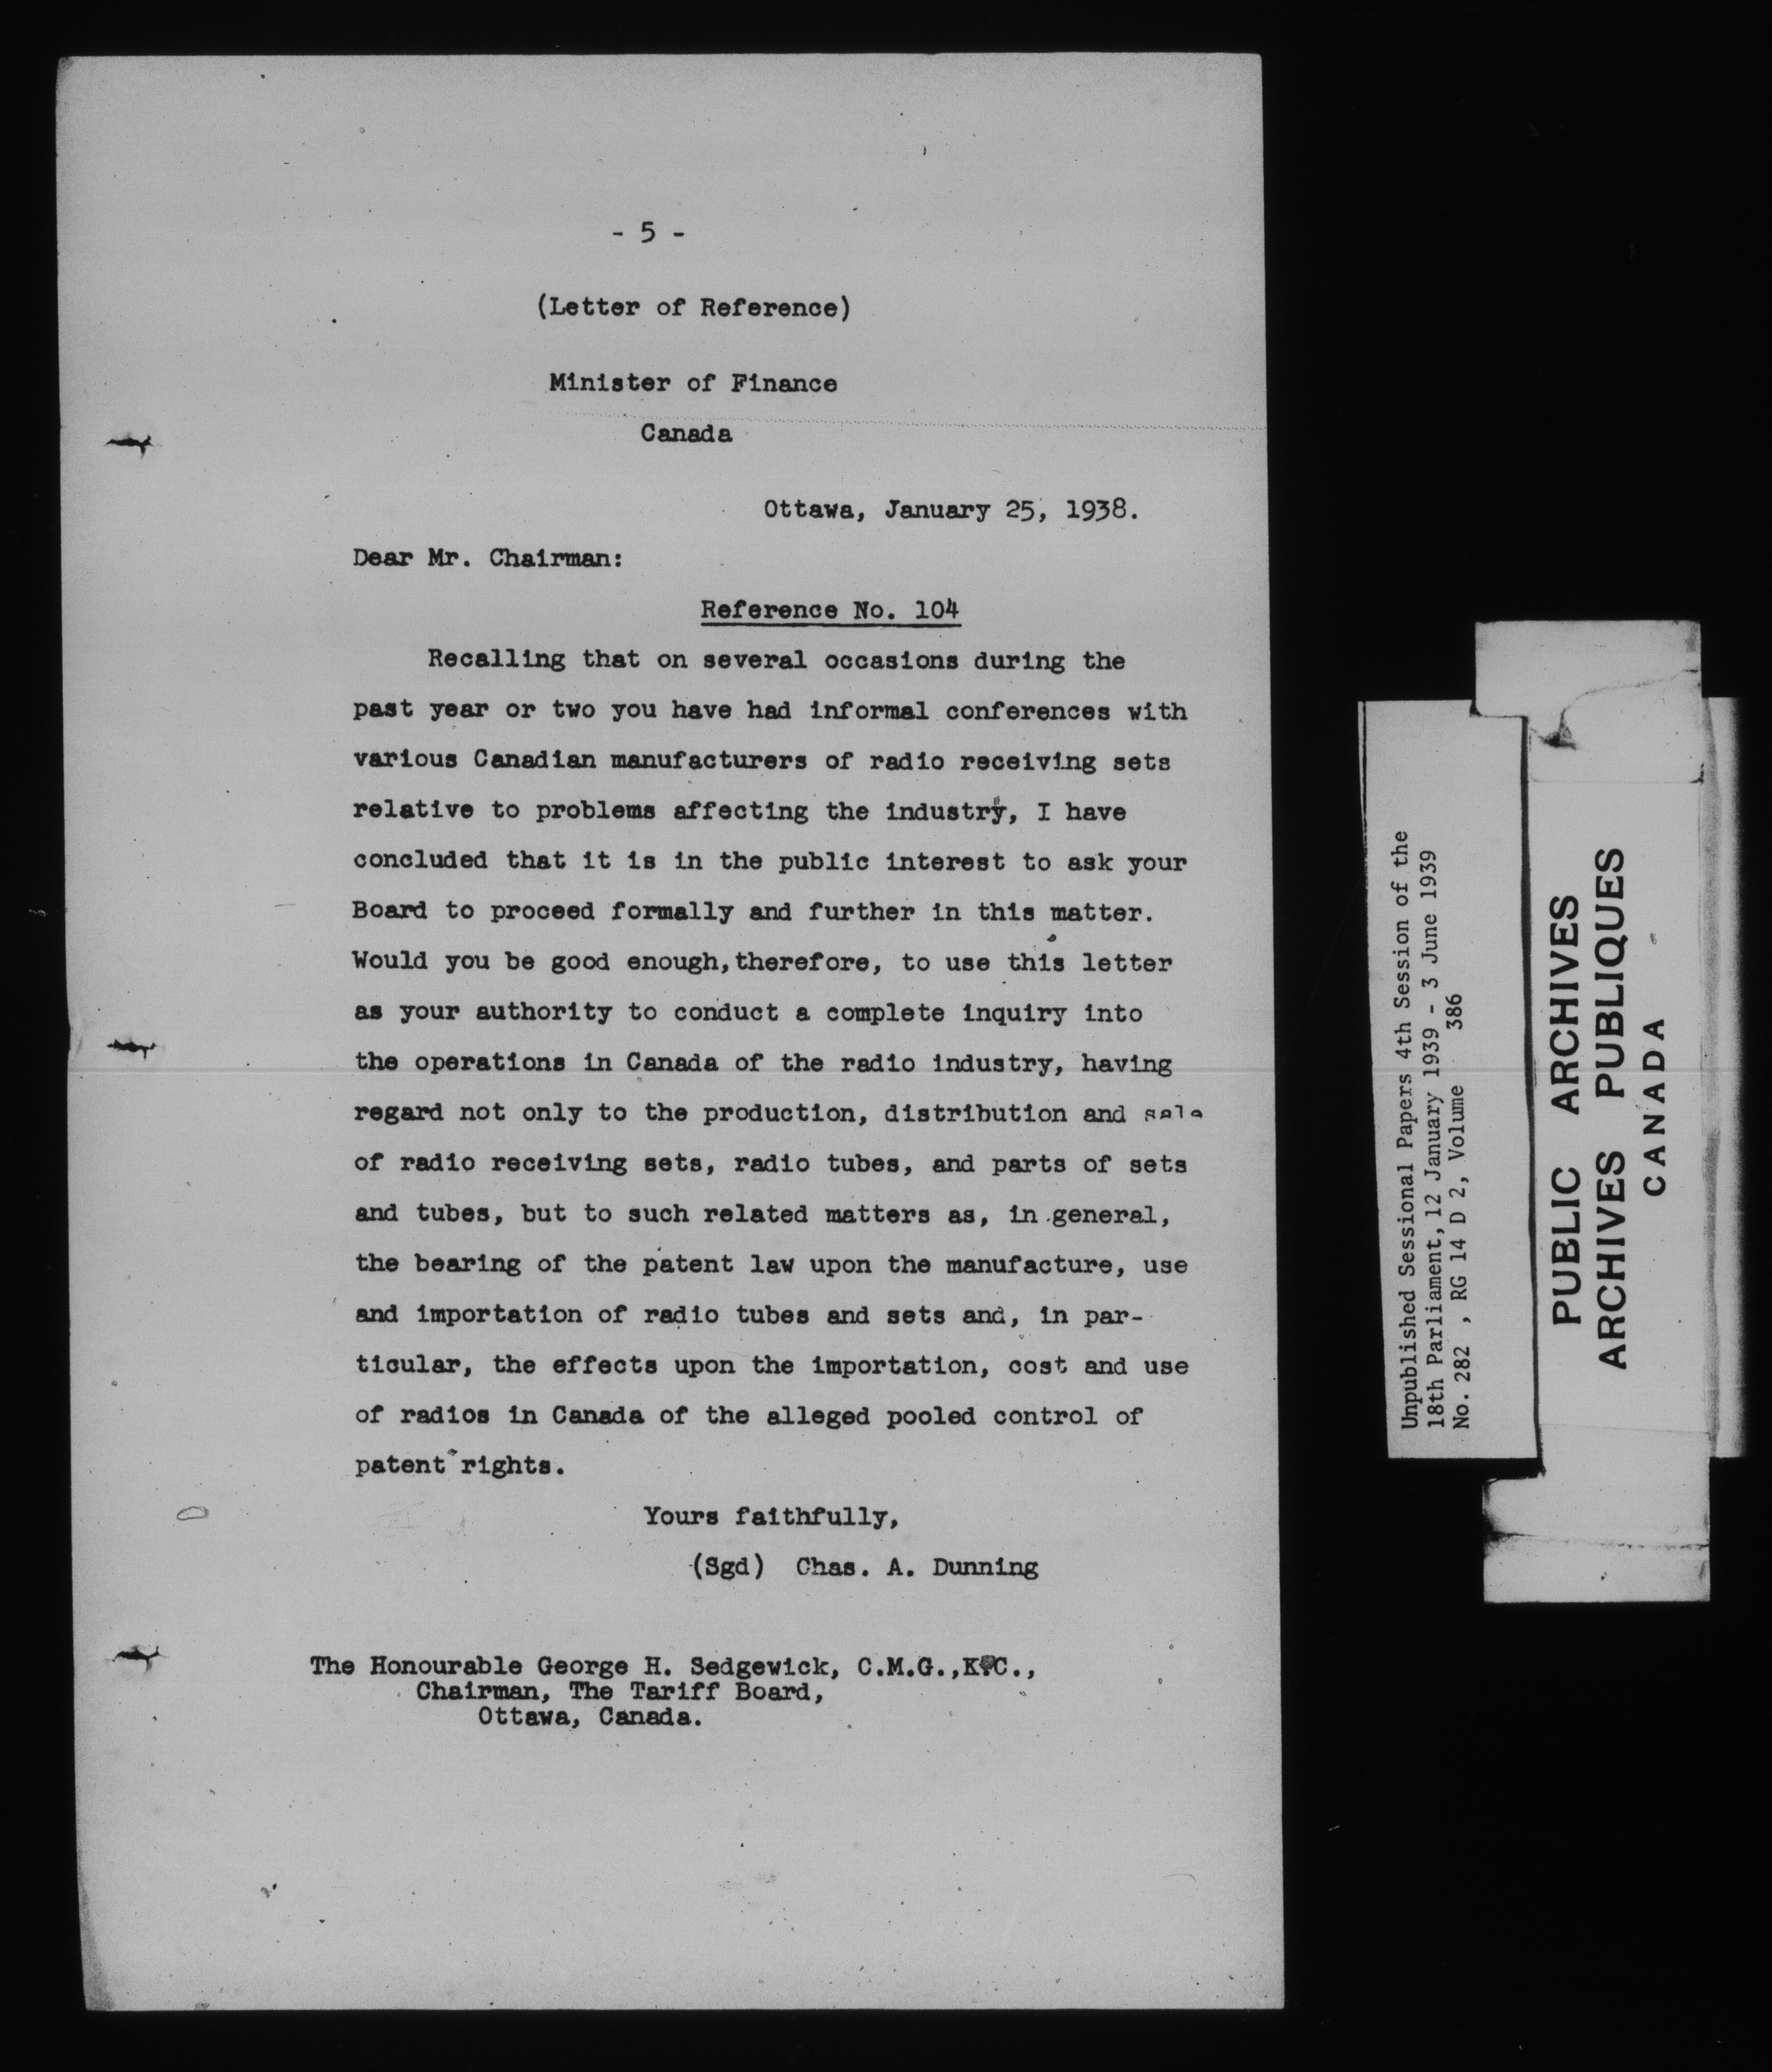 - 5 -
(Letter of Reference)
Minister of Finance
Canada
Ottawa, January 25, 1938.
Dear Mr. Chairman:
Reference No. 104
Recalling that on several occasions during the
past year or two you have had informal conferences with
various Canadian manufacturers of radio receiving sets
relative to problems affecting the industry, I have
concluded that it is in the public interest to ask your
Board to proceed formally and further in this matter.
Would you be good enough,therefore, to use this letter
as your authority to conduct a complete inquiry into
the operations in Canada of the radio industry, having
regard not only to the production, distribution and sale
of radio receiving sets, radio tubes, and parts of sets
and tubes, but to such related matters as, in general,
the bearing of the patent law upon the manufacture, use
and importation of radio tubes and sets and, in par-
ticular, the effects upon the importation, cost and use
of radios in Canada of the alleged pooled control of
patent rights.
Yours faithfully,
(Sgd) Chas. A. Dunning
The Honourable George H. Sedgewick, C.M.G.,K.C.,
Chairman, The Tariff Board,
Ottawa, Canada.
Unpublished Sessional Papers 4th Session of the
18th Parliament, 12 January 1939 - 3 June 1939
No. 282 , RG 14 D 2, Volume 386
PUBLIC ARCHIVES
ARCHIVES PUBLIQUES
CANADA